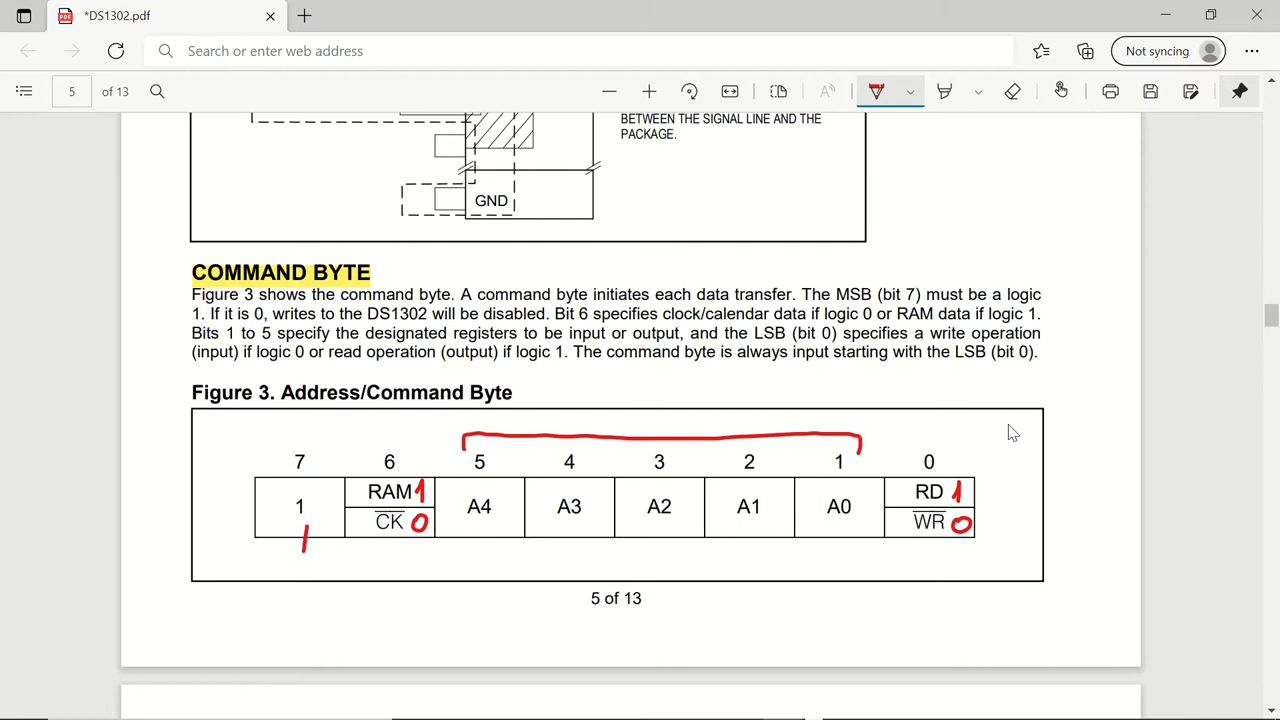 *DS1302.pdf
Search or enter web address
Not syncing
5 of 13
BETWEEN THE SIGNAL LINE AND THE
PACKAGE.
GND
COMMAND BYTE
Figure 3 shows the command byte. A command byte initiates each data transfer. The MSB (bit 7) must be a logic
1. If it is 0, writes to the DS1302 will be disabled. Bit 6 specifies clock/calendar data if logic 0 or RAM data if logic 1.
Bits 1 to 5 specify the designated registers to be input or output, and the LSB (bit 0) specifies a write operation
(input) if logic 0 or read operation (output) if logic 1. The command byte is always input starting with the LSB (bit 0).
Figure 3. Address/Command Byte
7 6 5 4 3 2 1 0
RAM 1 RD 1
1 A4 A3 A2 A1 A0
CK 0 WR 0
1
5 of 13